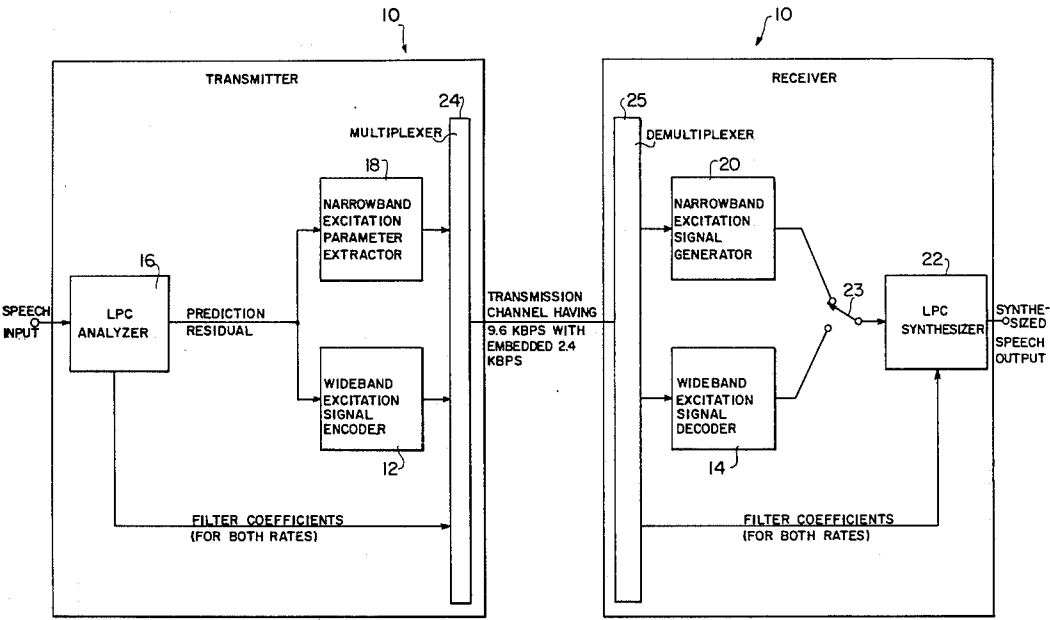 10
10
TRANSMITTER
RECEIVER
24
MULTIPLEXER
25
DEMULTIPLEXER
18
NARROWBAND
EXCITATION
PARAMETER
EXTRACTOR
20
NARROWBAND
EXCITATION
SIGNAL
GENERATOR
16
LPC
ANALYZER
SPEECH
INPUT
PREDICTION
RESIDUAL
TRANSMISSION
CHANNEL HAVING
9.6 KBPS WITH
EMBEDDED 2.4
KBPS
23
22
LPC
SYNTHESIZER
SYNTHE-
SIZED
SPEECH
OUTPUT
WIDEBAND
EXCITATION
SIGNAL
ENCODER
12
WIDEBAND
EXCITATION
SIGNAL
DECODER
14
FILTER COEFFICIENTS
(FOR BOTH RATES)
FILTER COEFFICIENTS
(FOR BOTH RATES)